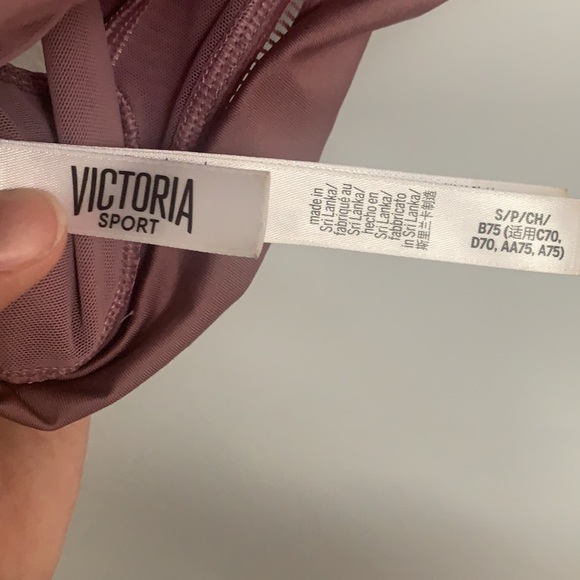 VICTORIA
SPORT
made in
Sri Lanka/
fabriqué au
Sri Lanka/
hecho en
Sri Lanka/
fabbricato
in Sri Lanka/
斯里兰卡制造
S/P/CH/
B75 (适用C70,
D70, AA75, A75)